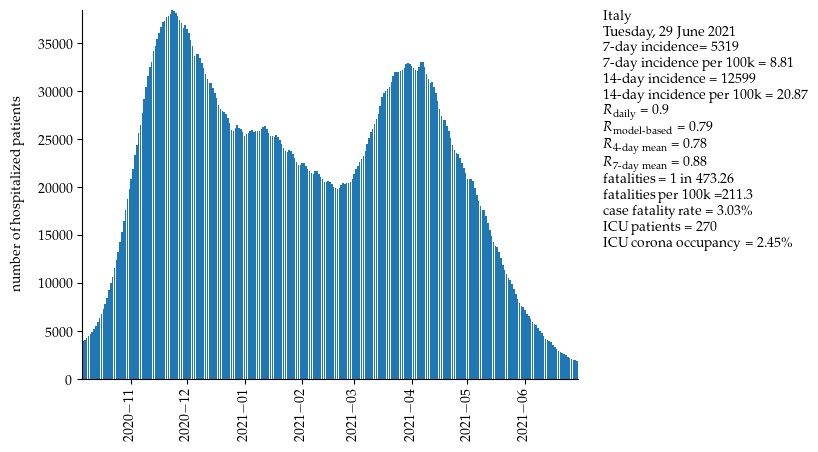 Italy
Tuesday, 29 June 2021
7-day incidence= 5319
7-day incidence per 100k = 8.81
14-day incidence = 12599
14-day incidence per 100k = 20.87
R_daily = 0.9
R_model-based = 0.79
R_4-day mean = 0.78
R_7-day mean = 0.88
fatalities = 1 in 473.26
fatalities per 100k =211.3
case fatality rate = 3.03%
ICU patients = 270
ICU corona occupancy = 2.45%
number of hospitalized patients
35000
30000
25000
20000
15000
10000
5000
0
2020−11
2020−12
2021−01
2021−02
2021−03
2021−04
2021−05
2021−06